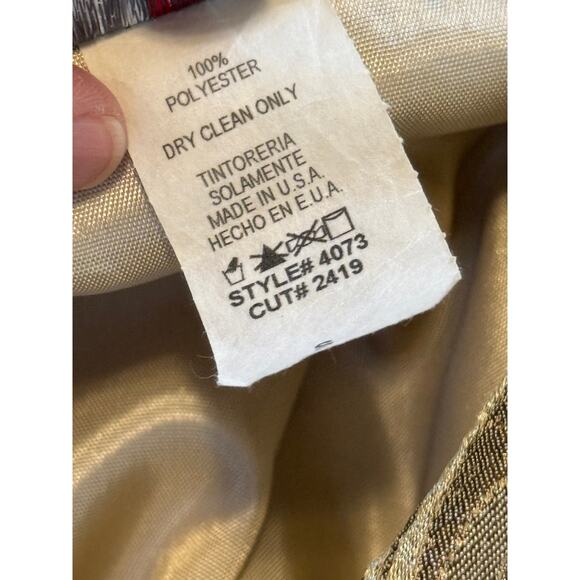 100%
POLYESTER
DRY CLEAN ONLY
TINTORERIA
SOLAMENTE
MADE IN U.S.A.
HECHO EN E.U.A.
STYLE# 4073
CUT# 2419